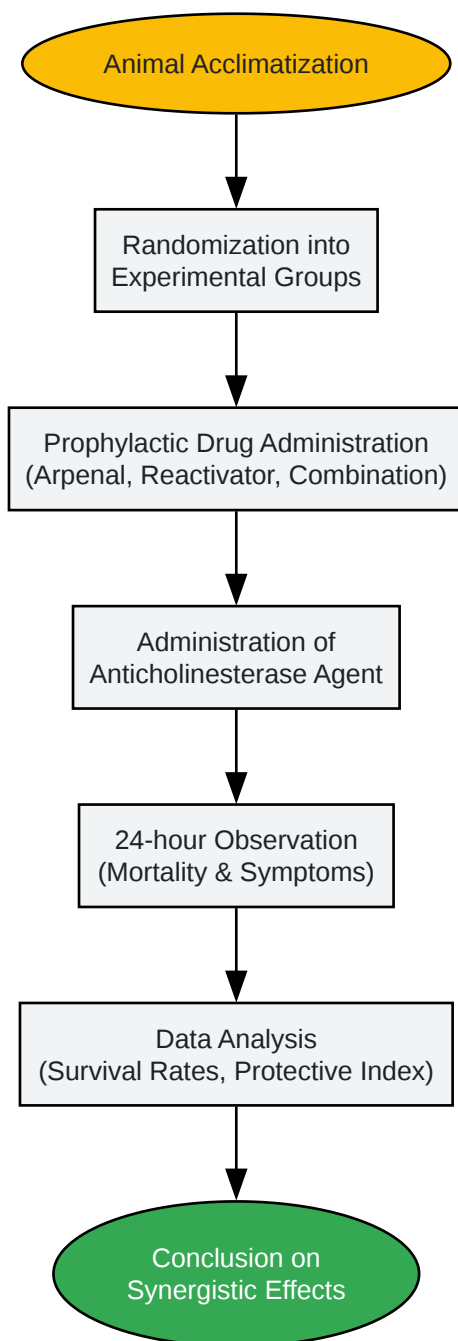 Animal Acclimatization
Randomization into
Experimental Groups
Prophylactic Drug Administration
(Arpenal, Reactivator, Combination)
Administration of
Anticholinesterase Agent
24-hour Observation
(Mortality & Symptoms)
Data Analysis
(Survival Rates, Protective Index)
Conclusion on
Synergistic Effects